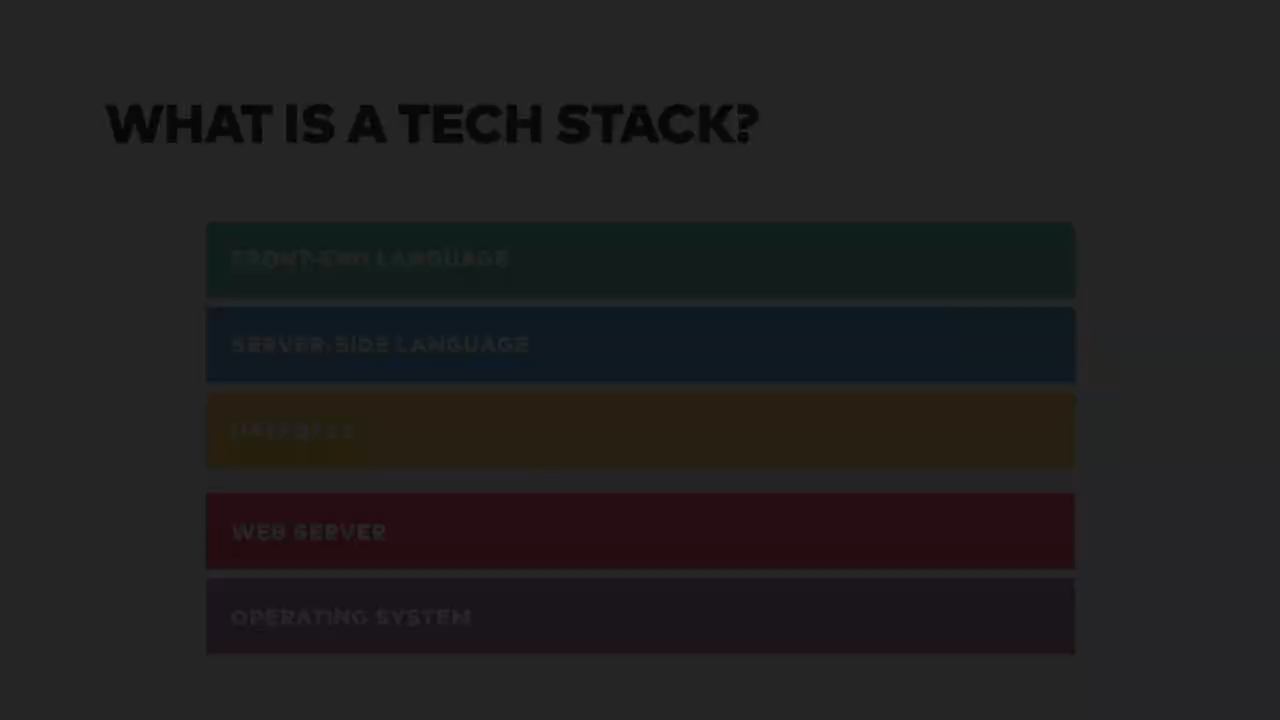 WHAT IS A TECH STACK?
FRONT-END LANGUAGE
SERVER-SIDE LANGUAGE
WEB SERVER
OPERATING SYSTEM